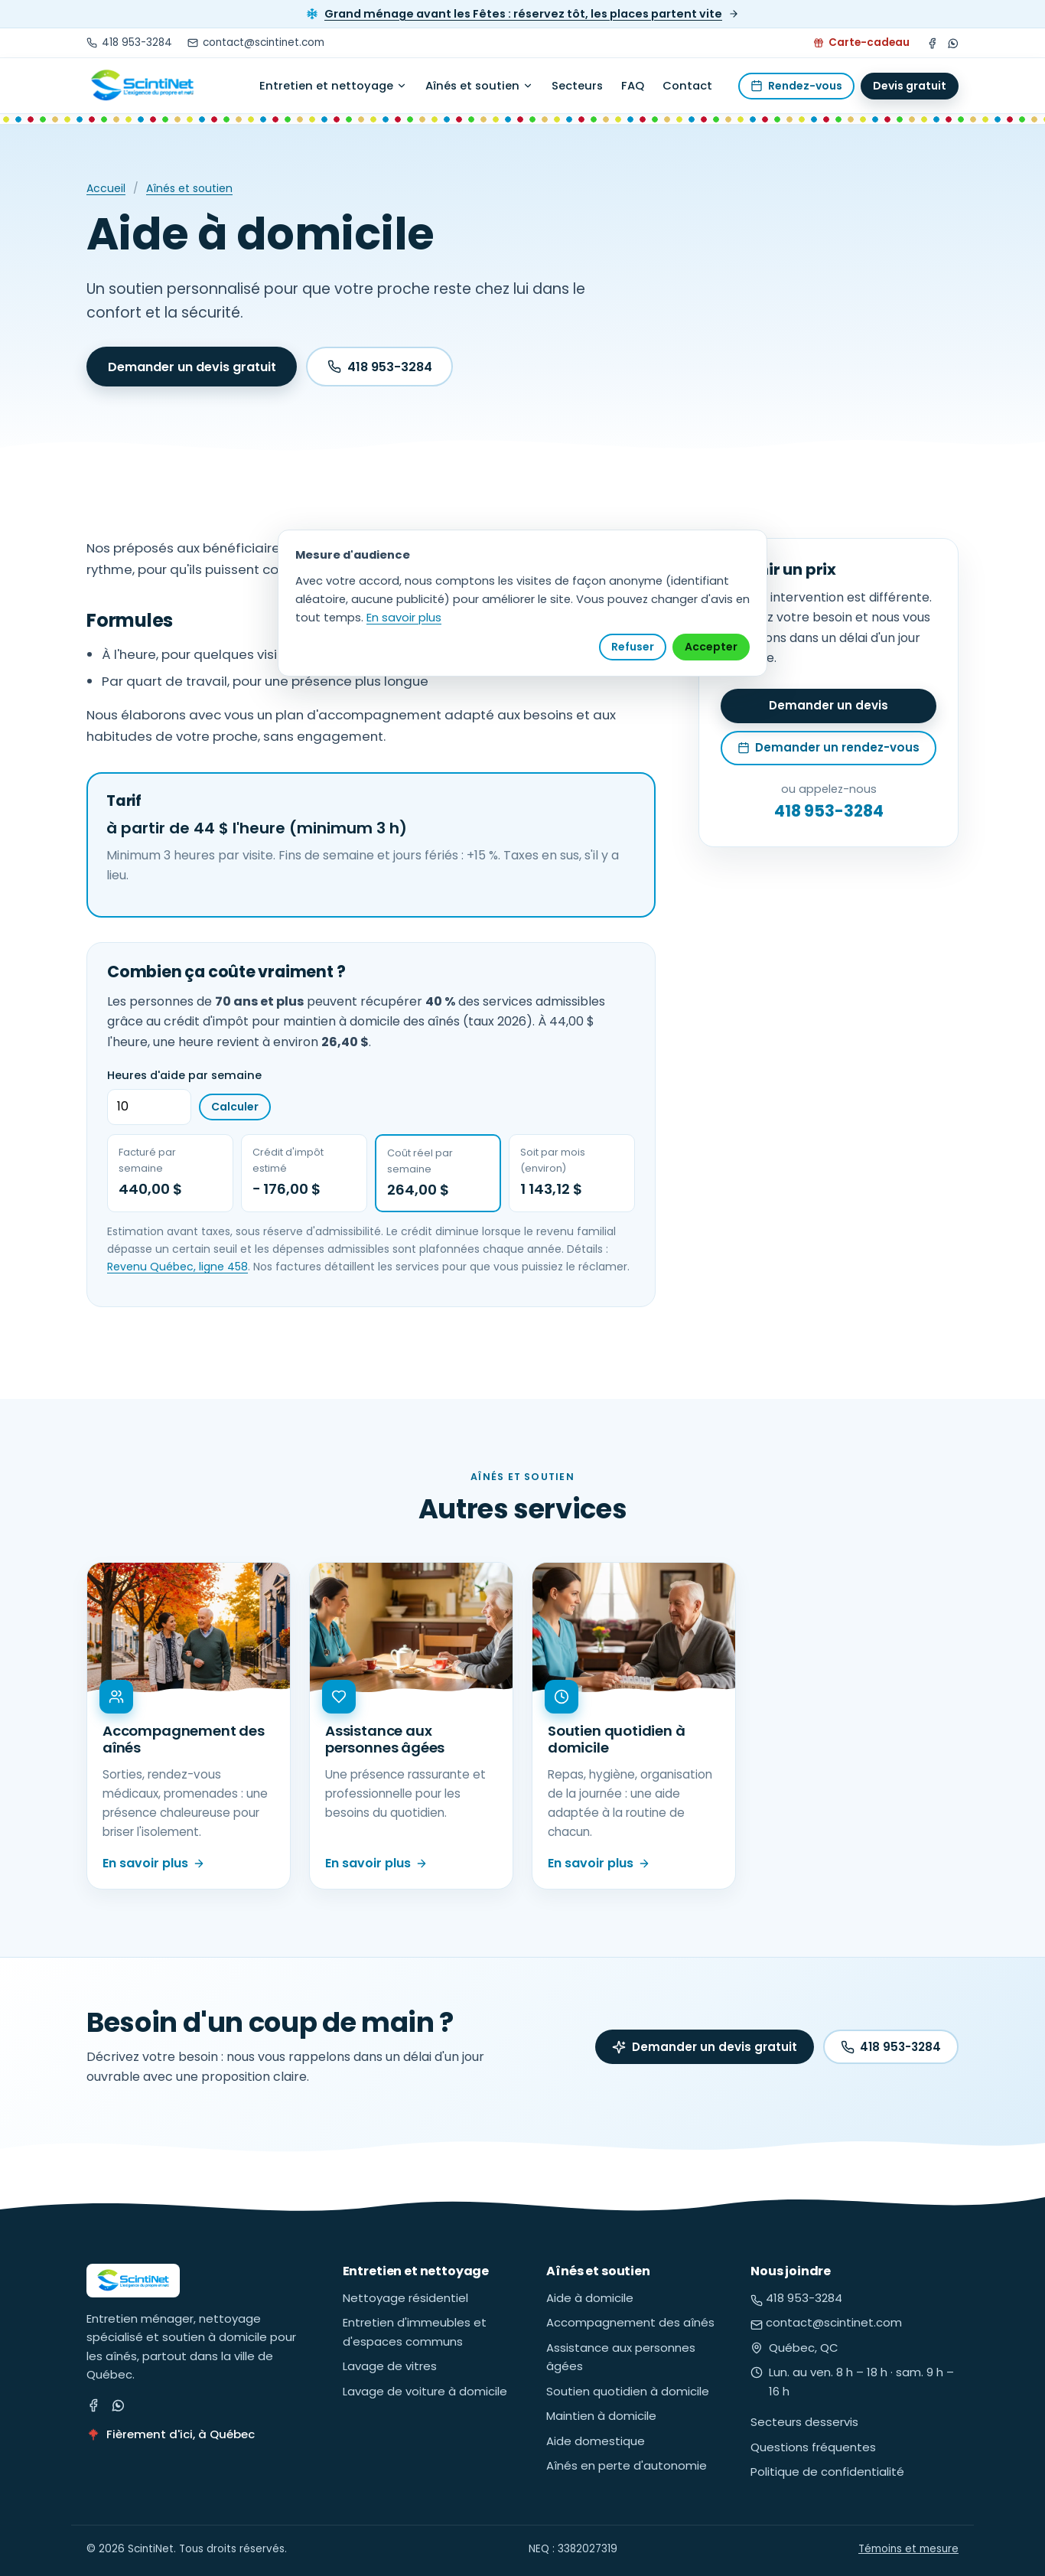 Grand ménage avant les Fêtes : réservez tôt, les places partent vite
418 953-3284
contact@scintinet.com
Carte-cadeau
ScintiNet
L'exigence du propre et net
Entretien et nettoyage
Aînés et soutien
Secteurs
FAQ
Contact
Rendez-vous
Devis gratuit
Accueil / Aînés et soutien
Aide à domicile
Un soutien personnalisé pour que votre proche reste chez lui dans le
confort et la sécurité.
Demander un devis gratuit
418 953-3284
Nos préposés aux
rythme, pour qu'ils puissent
Formules
À l'heure, pour quelques
Par quart de travail, pour une présence plus longue
Nous élaborons avec vous un plan d'accompagnement adapté aux besoins et aux
habitudes de votre proche, sans engagement.
Mesure d'audience
Avec votre accord, nous comptons les visites de façon anonyme (identifiant
aléatoire, aucune publicité) pour améliorer le site. Vous pouvez changer d'avis en
tout temps. En savoir plus
Refuser
Accepter
un prix
intervention est différente.
votre besoin et nous vous
dans un délai d'un jour
Demander un devis
Demander un rendez-vous
ou appelez-nous
418 953-3284
Tarif
à partir de 44 $ l'heure (minimum 3 h)
Minimum 3 heures par visite. Fins de semaine et jours fériés : +15 %. Taxes en sus, s'il y a
lieu.
Combien ça coûte vraiment ?
Les personnes de 70 ans et plus peuvent récupérer 40 % des services admissibles
grâce au crédit d'impôt pour maintien à domicile des aînés (taux 2026). À 44,00 $
l'heure, une heure revient à environ 26,40 $.
Heures d'aide par semaine
10
Calculer
Facturé par
semaine
440,00 $
Crédit d'impôt
estimé
- 176,00 $
Coût réel par
semaine
264,00 $
Soit par mois
(environ)
1 143,12 $
Estimation avant taxes, sous réserve d'admissibilité. Le crédit diminue lorsque le revenu familial
dépasse un certain seuil et les dépenses admissibles sont plafonnées chaque année. Détails :
Revenu Québec, ligne 458. Nos factures détaillent les services pour que vous puissiez le réclamer.
AÎNÉS ET SOUTIEN
Autres services
Accompagnement des
aînés
Sorties, rendez-vous
médicaux, promenades : une
présence chaleureuse pour
briser l'isolement.
En savoir plus
Assistance aux
personnes âgées
Une présence rassurante et
professionnelle pour les
besoins du quotidien.
En savoir plus
Soutien quotidien à
domicile
Repas, hygiène, organisation
de la journée : une aide
adaptée à la routine de
chacun.
En savoir plus
Besoin d'un coup de main ?
Décrivez votre besoin : nous vous rappelons dans un délai d'un jour
ouvrable avec une proposition claire.
Demander un devis gratuit
418 953-3284
ScintiNet
L'exigence du propre et net
Entretien ménager, nettoyage
spécialisé et soutien à domicile pour
les aînés, partout dans la ville de
Québec.
Fièrement d'ici, à Québec
Entretien et nettoyage
Nettoyage résidentiel
Entretien d'immeubles et
d'espaces communs
Lavage de vitres
Lavage de voiture à domicile
Aînés et soutien
Aide à domicile
Accompagnement des aînés
Assistance aux personnes
âgées
Soutien quotidien à domicile
Maintien à domicile
Aide domestique
Aînés en perte d'autonomie
Nous joindre
418 953-3284
contact@scintinet.com
Québec, QC
Lun. au ven. 8 h – 18 h · sam. 9 h –
16 h
Secteurs desservis
Questions fréquentes
Politique de confidentialité
© 2026 ScintiNet. Tous droits réservés.
NEQ : 3382027319
Témoins et mesure